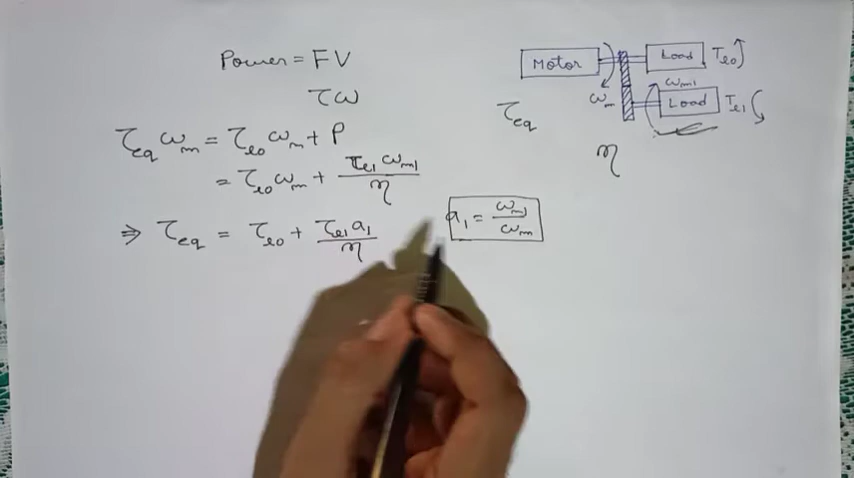 Power = FV
τω
τeq ωm = τl0 ωm + P
= τl0 ωm + τl1 ωm1 / η
⇒ τeq = τl0 + τl1 a1 / η
a1 = ωm1 / ωm
Motor
Load
Tl0
ωm
ωm1
Load
Tl1
τeq
η